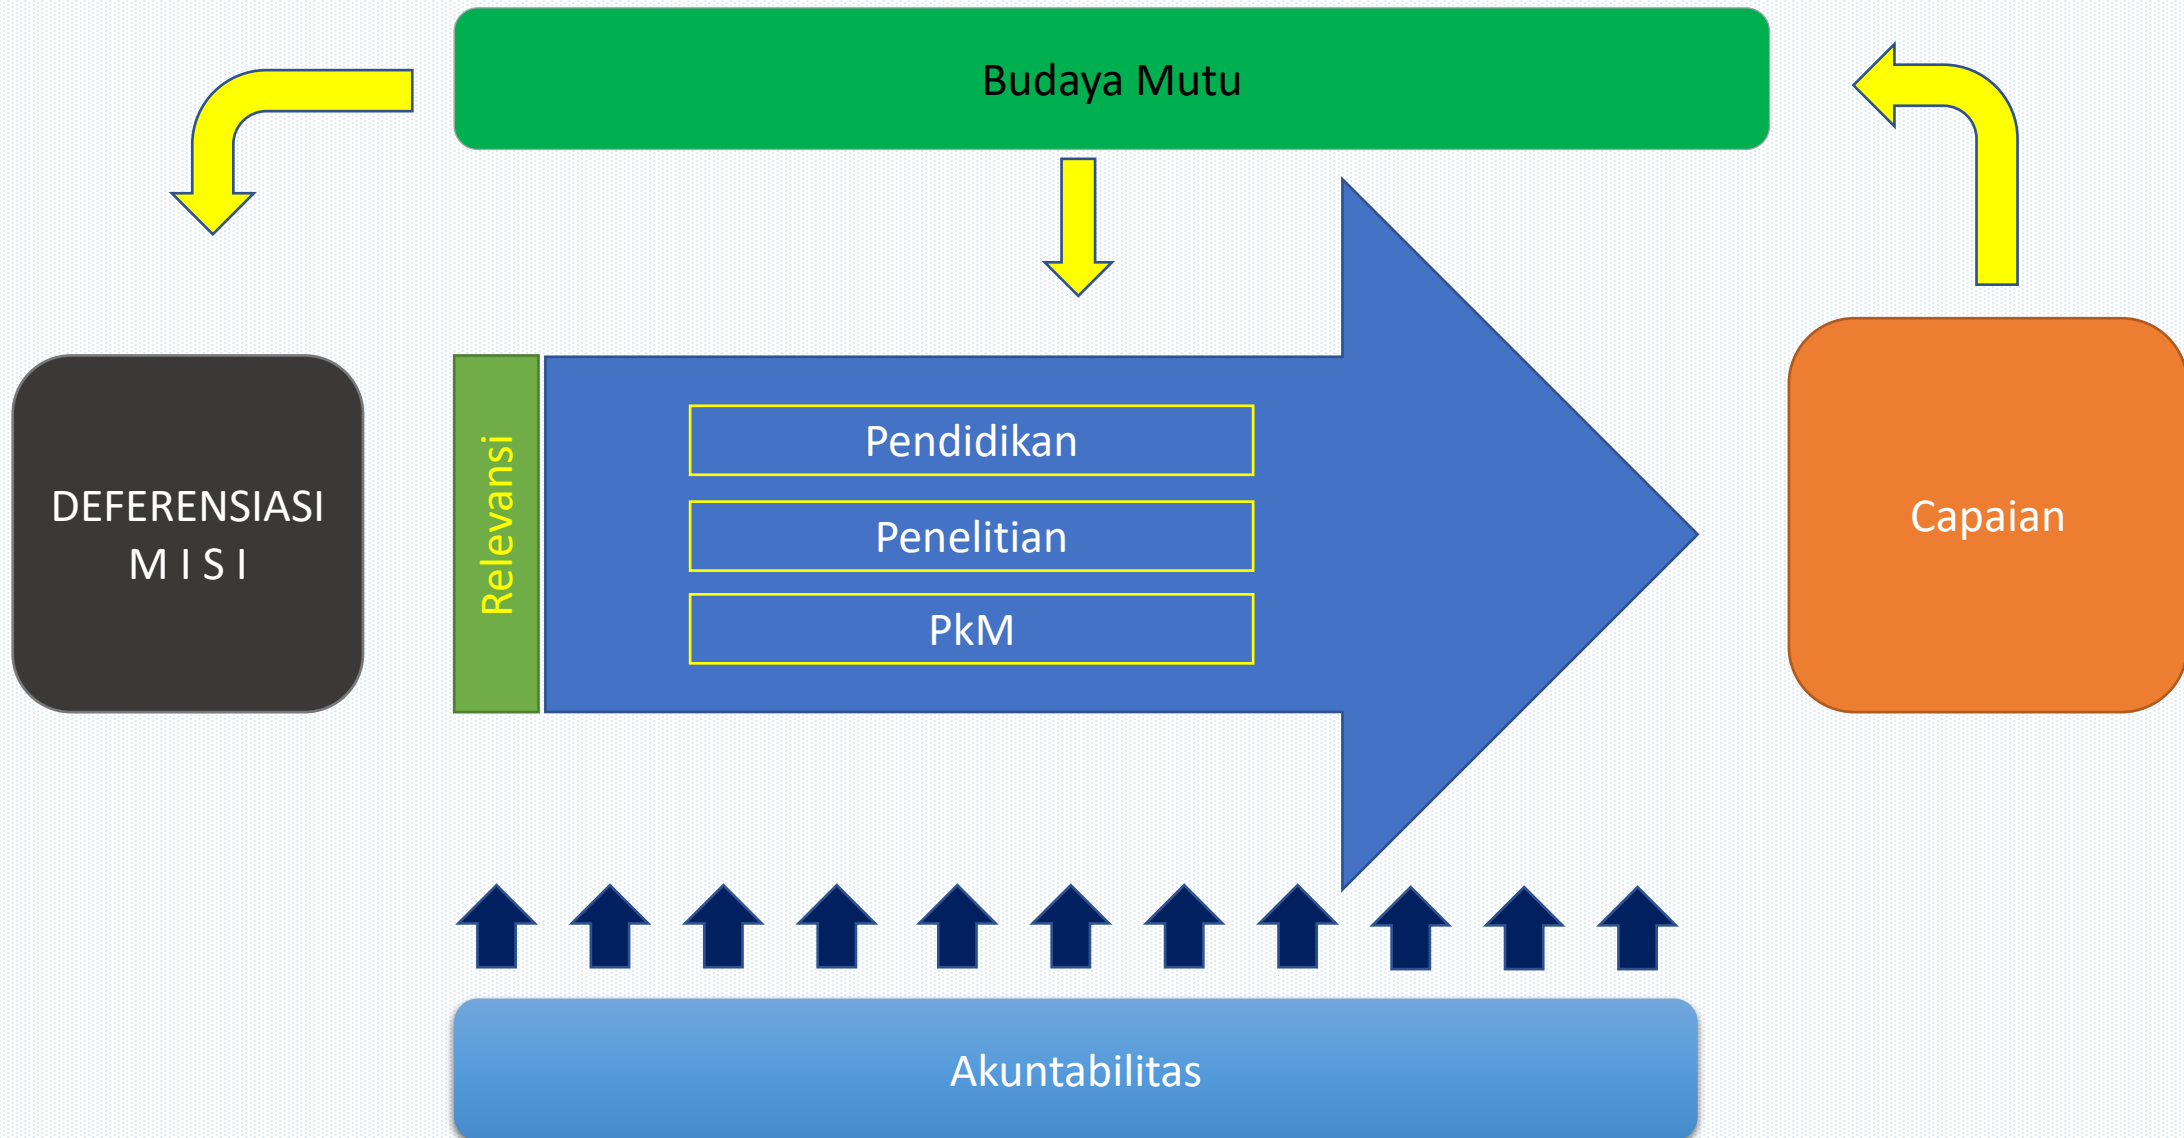 Budaya Mutu
DEFERENSIASI
M I S I
Relevansi
Pendidikan
Penelitian
PkM
Capaian
Akuntabilitas